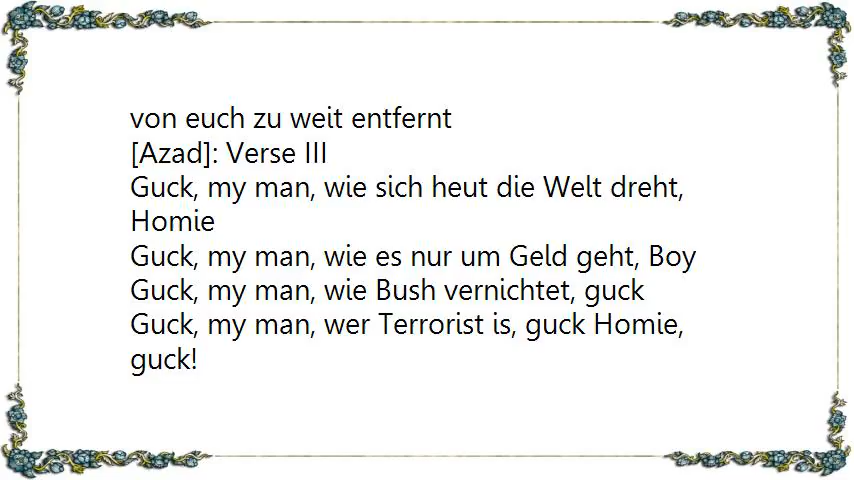 von euch zu weit entfernt
[Azad]: Verse III
Guck, my man, wie sich heut die Welt dreht,
Homie
Guck, my man, wie es nur um Geld geht, Boy
Guck, my man, wie Bush vernichtet, guck
Guck, my man, wer Terrorist is, guck Homie,
guck!